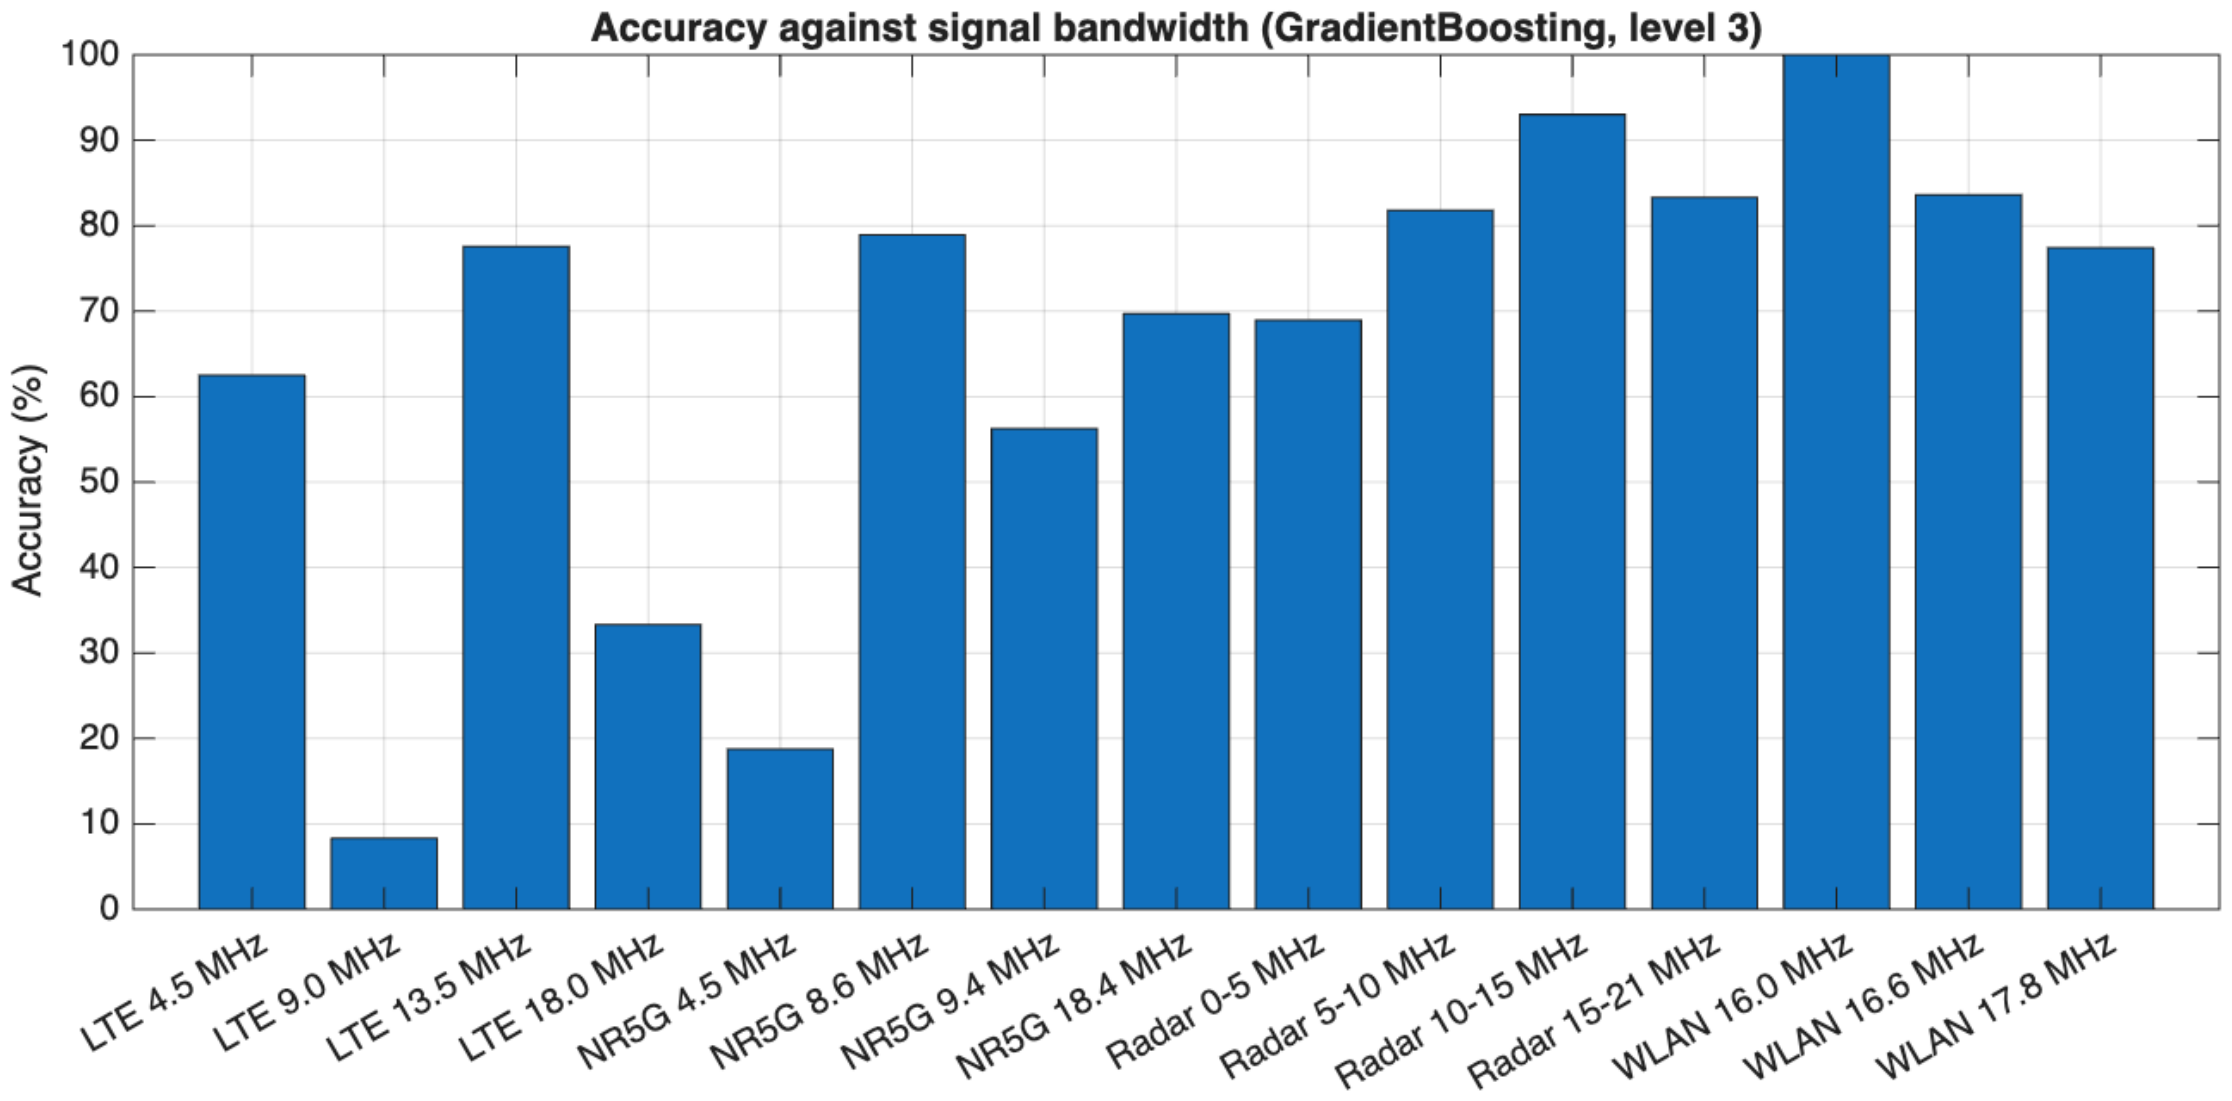 Accuracy against signal bandwidth (GradientBoosting, level 3)
Accuracy (%)
100
90
80
70
60
50
40
30
20
10
0
LTE 4.5 MHz
LTE 9.0 MHz
LTE 13.5 MHz
LTE 18.0 MHz
NR5G 4.5 MHz
NR5G 8.6 MHz
NR5G 9.4 MHz
NR5G 18.4 MHz
Radar 0-5 MHz
Radar 5-10 MHz
Radar 10-15 MHz
Radar 15-21 MHz
WLAN 16.0 MHz
WLAN 16.6 MHz
WLAN 17.8 MHz